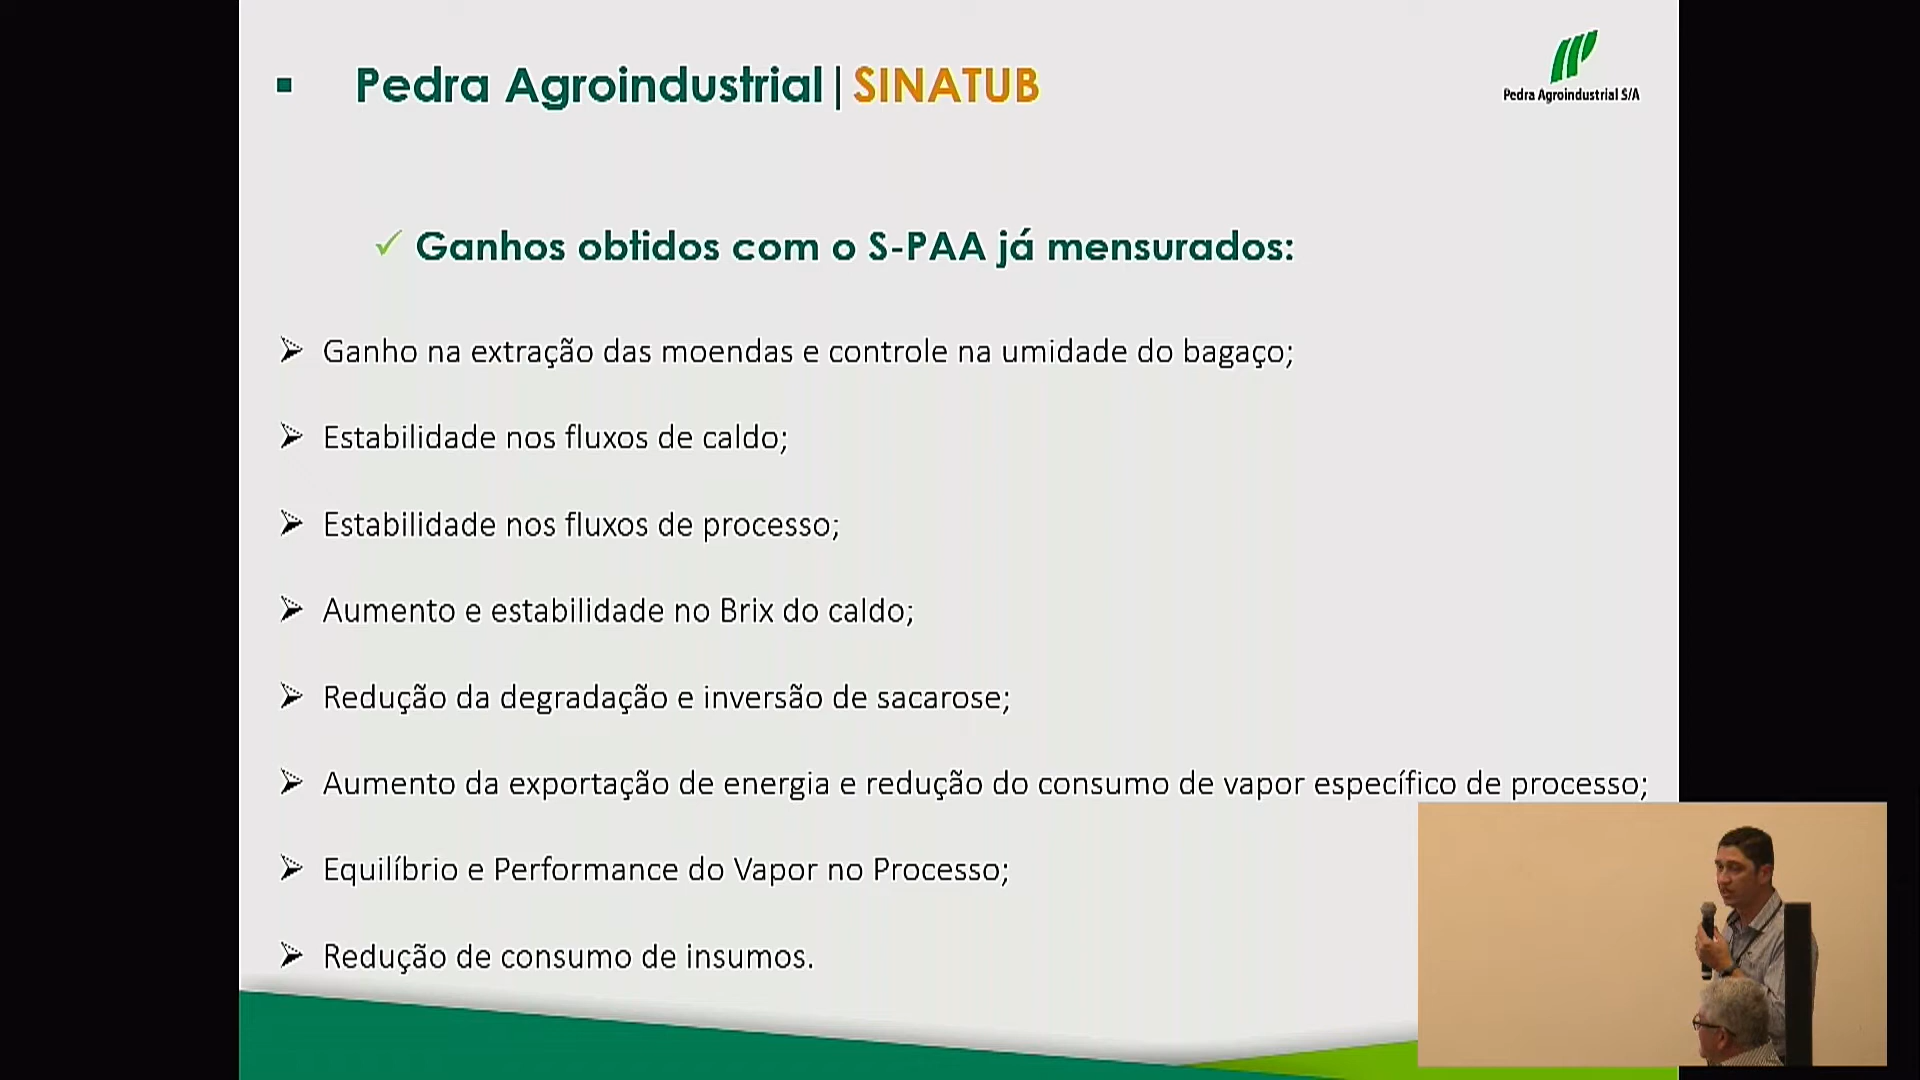 Pedra Agroindustrial | SINATUB
Pedra Agroindustrial S/A
Ganhos obtidos com o S-PAA já mensurados:
Ganho na extração das moendas e controle na umidade do bagaço;
Estabilidade nos fluxos de caldo;
Estabilidade nos fluxos de processo;
Aumento e estabilidade no Brix do caldo;
Redução da degradação e inversão de sacarose;
Aumento da exportação de energia e redução do consumo de vapor específico de processo;
Equilíbrio e Performance do Vapor no Processo;
Redução de consumo de insumos.